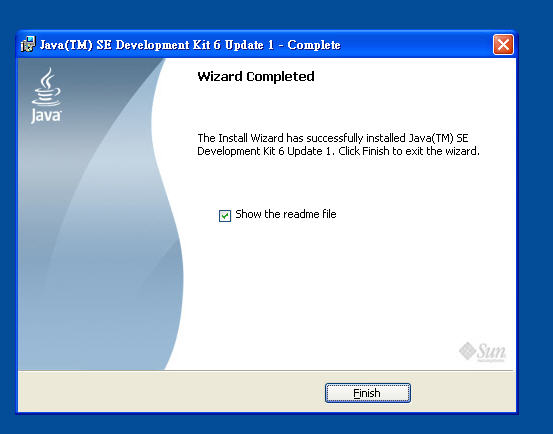 Java(TM) SE Development Kit 6 Update 1 - Complete
Java
Wizard Completed
The Install Wizard has successfully installed Java(TM) SE
Development Kit 6 Update 1. Click Finish to exit the wizard.
Show the readme file
Sun
Finish